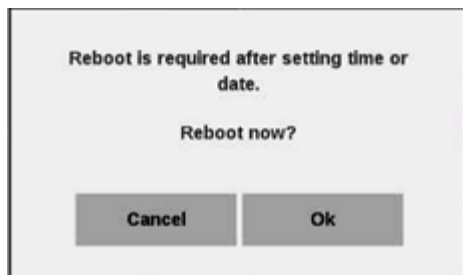 Reboot is required after setting time or
date.
Reboot now?
Cancel Ok